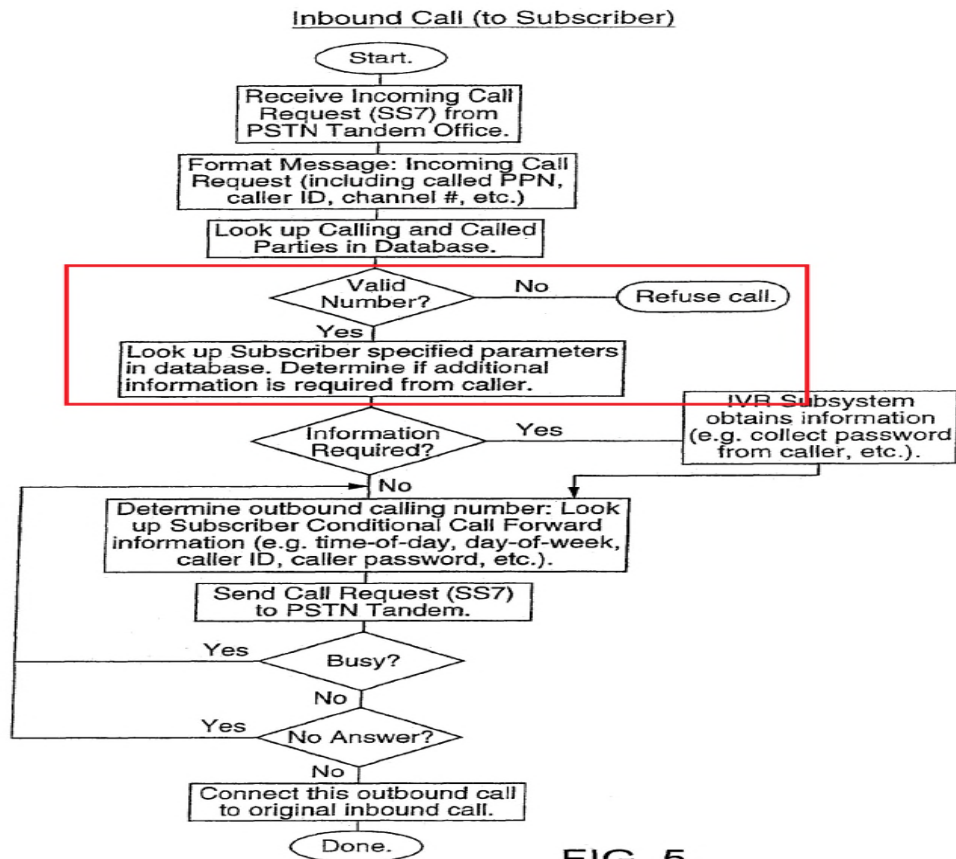 Inbound Call (to Subscriber)
Start.
Receive Incoming Call
Request (SS7) from
PSTN Tandem Office.
Format Message: Incoming Call
Request (including called PPN,
caller ID, channel #, etc.)
Look up Calling and Called
Parties in Database.
Valid
Number?
No
Refuse call.
Yes
Look up Subscriber specified parameters
in database. Determine if additional
information is required from caller.
Information
Required?
Yes
IVR Subsystem
obtains information
(e.g. collect password
from caller, etc.).
No
Determine outbound calling number: Look
up Subscriber Conditional Call Forward
information (e.g. time-of-day, day-of-week,
caller ID, caller password, etc.).
Send Call Request (SS7)
to PSTN Tandem.
Yes
Busy?
No
Yes
No Answer?
No
Connect this outbound call
to original inbound call.
Done.
FIG. 5